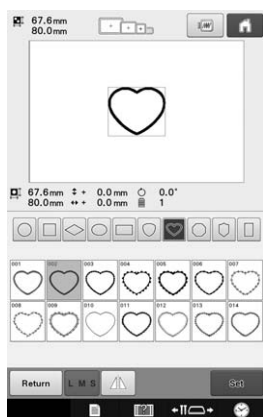 67.6mm
80.0mm
67.6mm + 0.0mm 0.0°
80.0mm + 0.0mm 1
001 002 003 004 005 006 007
008 009 010 011 012 013 014
Return L M S Set